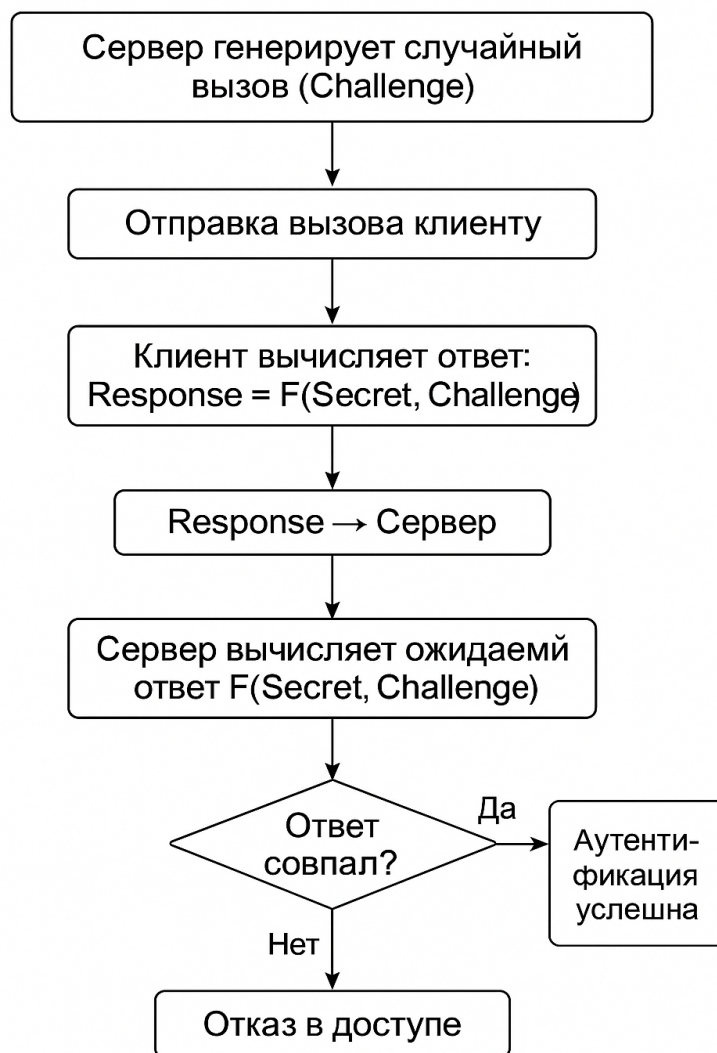 Сервер генерирует случайный
вызов (Challenge)
Отправка вызова клиенту
Клиент вычисляет ответ:
Response = F(Secret, Challenge)
Response → Сервер
Сервер вычисляет ожидаемй
ответ F(Secret, Challenge)
Ответ
совпал?
Да
Аутенти-
фикация
услешна
Нет
Отказ в доступе